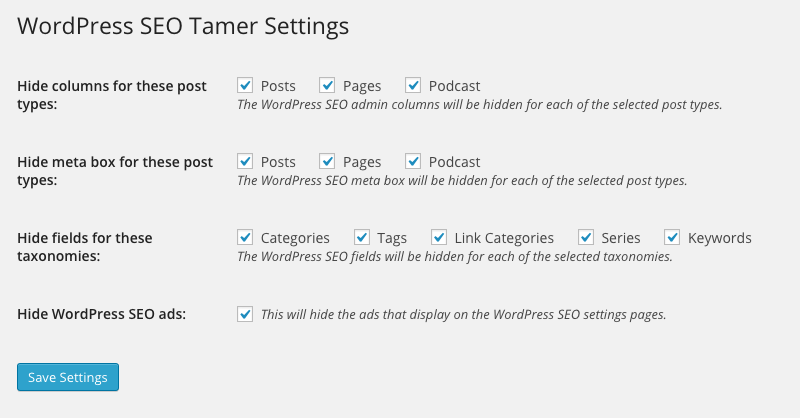 WordPress SEO Tamer Settings
Hide columns for these post types:
Posts Pages Podcast
The WordPress SEO admin columns will be hidden for each of the selected post types.
Hide meta box for these post types:
Posts Pages Podcast
The WordPress SEO meta box will be hidden for each of the selected post types.
Hide fields for these taxonomies:
Categories Tags Link Categories Series Keywords
The WordPress SEO fields will be hidden for each of the selected taxonomies.
Hide WordPress SEO ads:
This will hide the ads that display on the WordPress SEO settings pages.
Save Settings